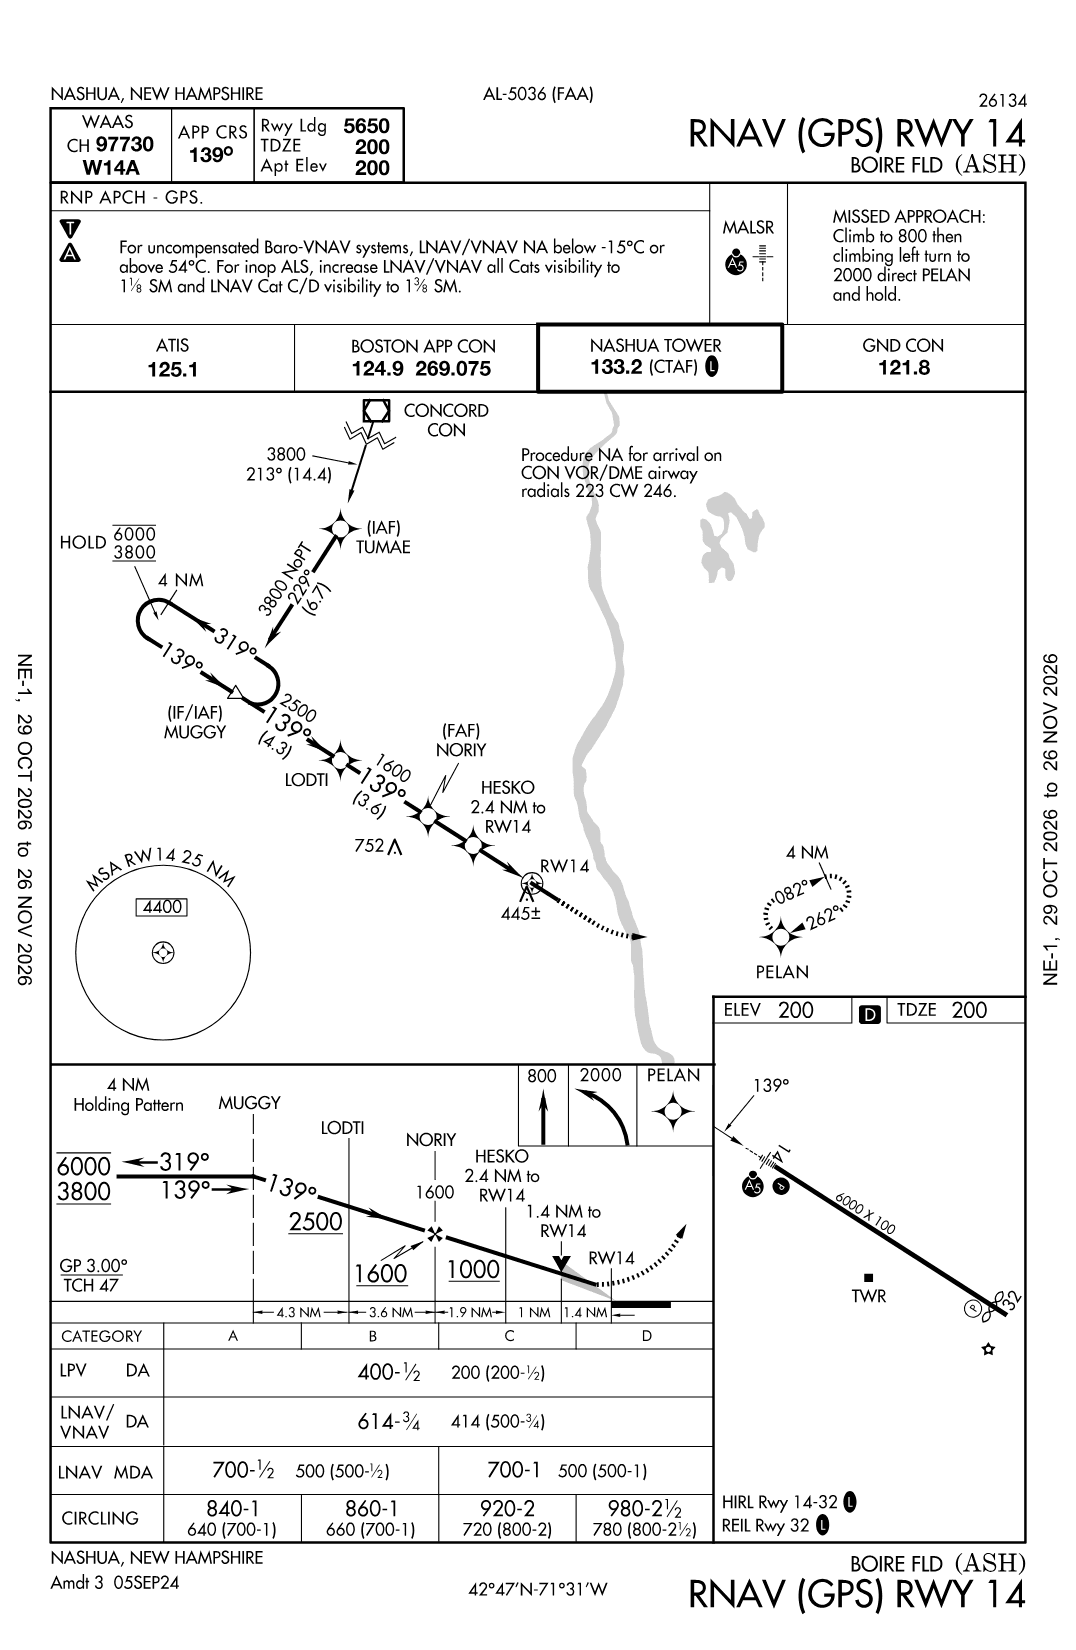 NASHUA, NEW HAMPSHIRE
AL-5036 (FAA)
26134
WAAS
CH 97730
W14A
APP CRS
139°
Rwy Ldg 5650
TDZE 200
Apt Elev 200
RNAV (GPS) RWY 14
BOIRE FLD (ASH)
RNP APCH - GPS.
T
A
For uncompensated Baro-VNAV systems, LNAV/VNAV NA below -15°C or
above 54°C. For inop ALS, increase LNAV/VNAV all Cats visibility to
1⅛ SM and LNAV Cat C/D visibility to 1⅜ SM.
MALSR
A5
MISSED APPROACH:
Climb to 800 then
climbing left turn to
2000 direct PELAN
and hold.
ATIS
125.1
BOSTON APP CON
124.9 269.075
NASHUA TOWER
133.2 (CTAF) L
GND CON
121.8
CONCORD
CON
3800
213° (14.4)
Procedure NA for arrival on
CON VOR/DME airway
radials 223 CW 246.
(IAF)
TUMAE
HOLD 6000
3800
4 NM
3800 NoPT
229°
(6.7)
319°
139°
(IF/IAF)
MUGGY
2500
139°
(4.3)
LODTI
1600
139°
(3.6)
(FAF)
NORIY
HESKO
2.4 NM to
RW14
752
RW14
445±
4 NM
082°
262°
PELAN
MSA RW14 25 NM
4400
NE-1, 29 OCT 2026 to 26 NOV 2026
NE-1, 29 OCT 2026 to 26 NOV 2026
ELEV 200
D
TDZE 200
139°
14
A5
P
6000 X 100
TWR
P
32
HIRL Rwy 14-32 L
REIL Rwy 32 L
4 NM
Holding Pattern
MUGGY
LODTI
NORIY
HESKO
2.4 NM to
RW14
1.4 NM to
RW14
RW14
800
2000
PELAN
6000
3800
319°
139°
139°
2500
1600
1600
1000
GP 3.00°
TCH 47
4.3 NM
3.6 NM
1.9 NM
1 NM
1.4 NM
CATEGORY A B C D
LPV DA 400-½ 200 (200-½)
LNAV/
VNAV DA 614-¾ 414 (500-¾)
LNAV MDA 700-½ 500 (500-½) 700-1 500 (500-1)
CIRCLING 840-1 860-1 920-2 980-2½
640 (700-1) 660 (700-1) 720 (800-2) 780 (800-2½)
NASHUA, NEW HAMPSHIRE
Amdt 3 05SEP24
42°47'N-71°31'W
BOIRE FLD (ASH)
RNAV (GPS) RWY 14